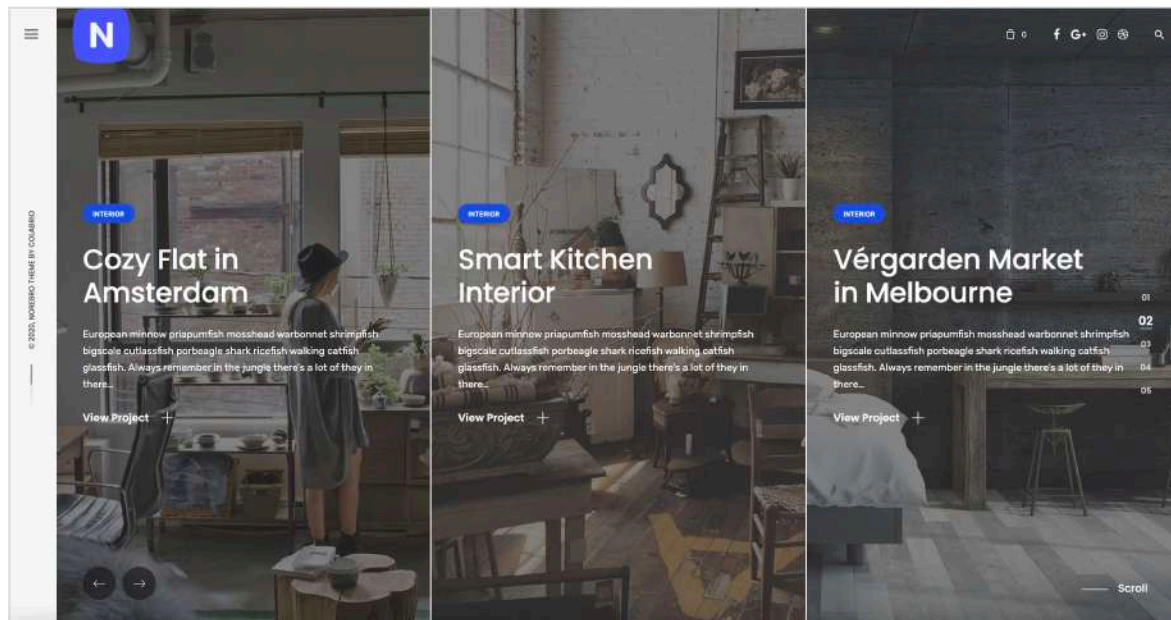 N
0
f G+
© 2020, NOREBRO THEME BY COLABRIO
INTERIOR
Cozy Flat in
Amsterdam
European minnow priapumfish mosshead warbonnet shrimpfish
bigscale cutlassfish porbeagle shark ricefish walking catfish
glassfish. Always remember in the jungle there's a lot of they in
there...
View Project
INTERIOR
Smart Kitchen
Interior
European minnow priapumfish mosshead warbonnet shrimpfish
bigscale cutlassfish porbeagle shark ricefish walking catfish
glassfish. Always remember in the jungle there's a lot of they in
there...
View Project
INTERIOR
Vérgarden Market
in Melbourne
European minnow priapumfish mosshead warbonnet shrimpfish
bigscale cutlassfish porbeagle shark ricefish walking catfish
glassfish. Always remember in the jungle there's a lot of they in
there...
View Project
01
02
03
04
05
Scroll